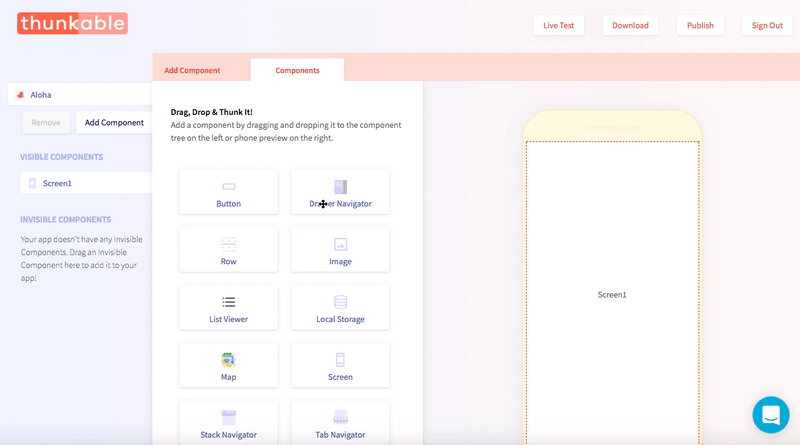 thunkable
Live Test
Download
Publish
Sign Out
Add Component
Components
Aloha
Remove
Add Component
VISIBLE COMPONENTS
Screen1
INVISIBLE COMPONENTS
Your app doesn't have any Invisible
Components. Drag an Invisible
Component here to add it to your
app!
Drag, Drop & Thunk It!
Add a component by dragging and dropping it to the component
tree on the left or phone preview on the right.
Button
Drawer Navigator
Row
Image
List Viewer
Local Storage
Map
Screen
Stack Navigator
Tab Navigator
Screen1